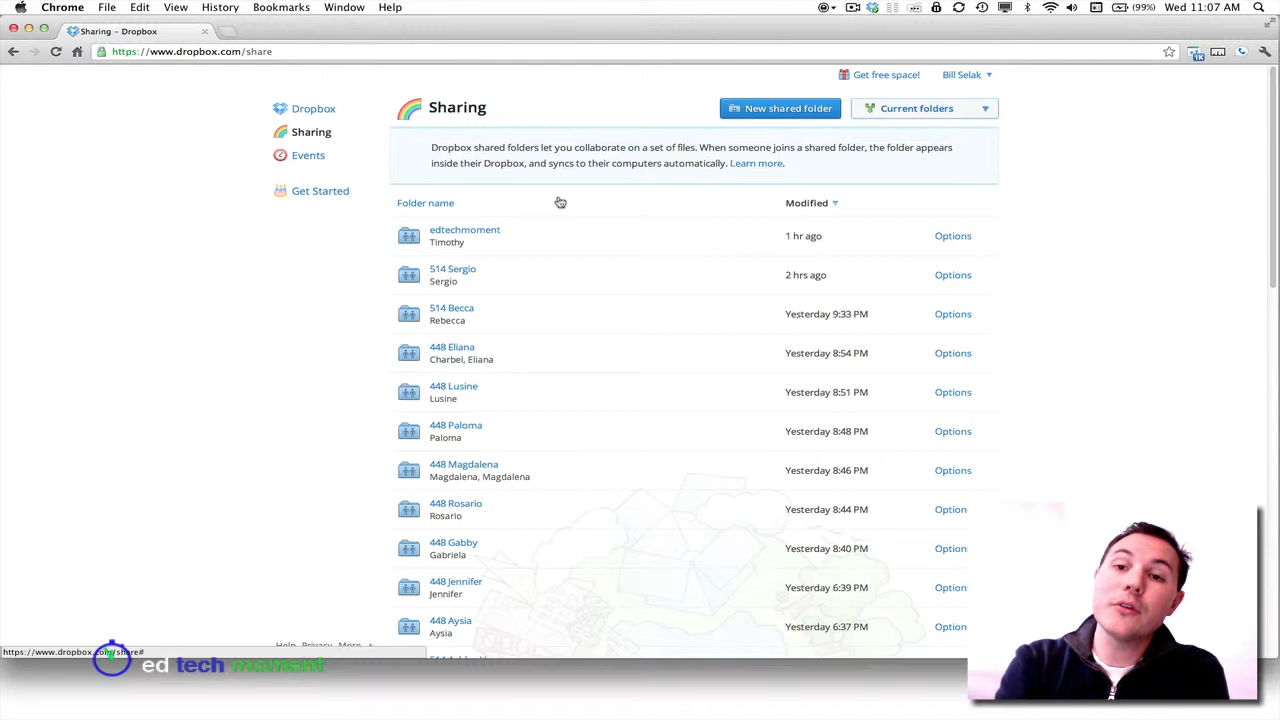 Chrome File Edit View History Bookmarks Window Help (99%) Wed 11:07 AM
Sharing – Dropbox
https://www.dropbox.com/share
1K
Get free space! Bill Selak
Dropbox
Sharing
Events
Get Started
Sharing
New shared folder Current folders
Dropbox shared folders let you collaborate on a set of files. When someone joins a shared folder, the folder appears
inside their Dropbox, and syncs to their computers automatically. Learn more.
Folder name Modified
edtechmoment 1 hr ago Options
Timothy
514 Sergio 2 hrs ago Options
Sergio
514 Becca Yesterday 9:33 PM Options
Rebecca
448 Eliana Yesterday 8:54 PM Options
Charbel, Eliana
448 Lusine Yesterday 8:51 PM Options
Lusine
448 Paloma Yesterday 8:48 PM Options
Paloma
448 Magdalena Yesterday 8:46 PM Options
Magdalena, Magdalena
448 Rosario Yesterday 8:44 PM Option
Rosario
448 Gabby Yesterday 8:40 PM Option
Gabriela
448 Jennifer Yesterday 6:39 PM Option
Jennifer
448 Aysia Yesterday 6:37 PM Option
Aysia
Help Privacy More
https://www.dropbox.com/share#
ed tech moment